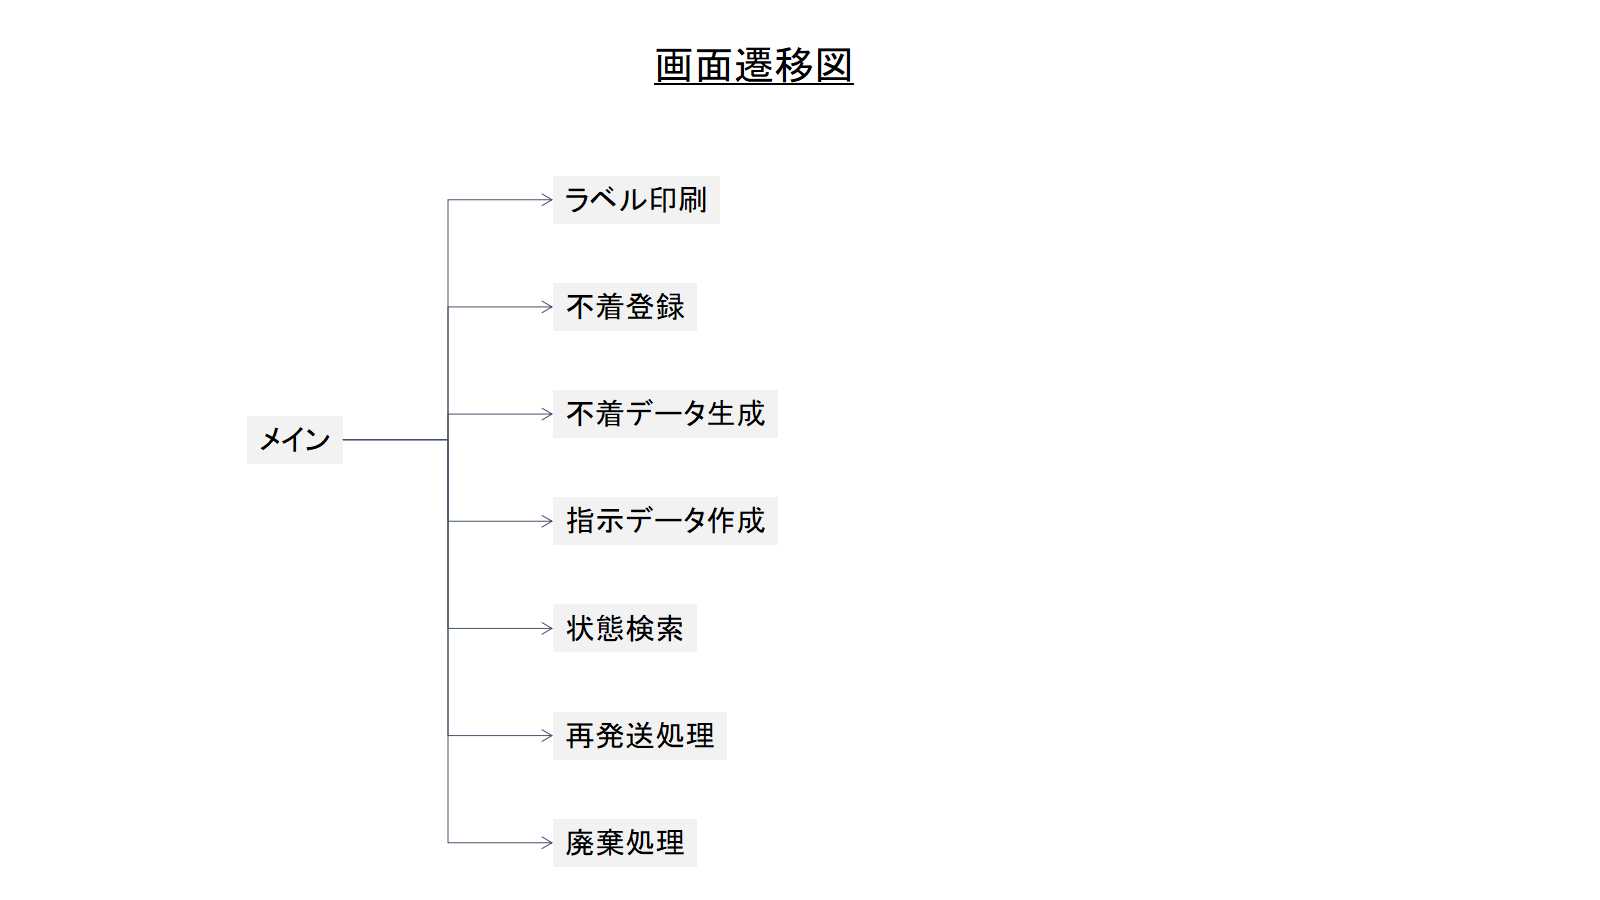 画面遷移図
ラベル印刷
不着登録
不着データ生成
メイン
指示データ作成
状態検索
再発送処理
廃棄処理